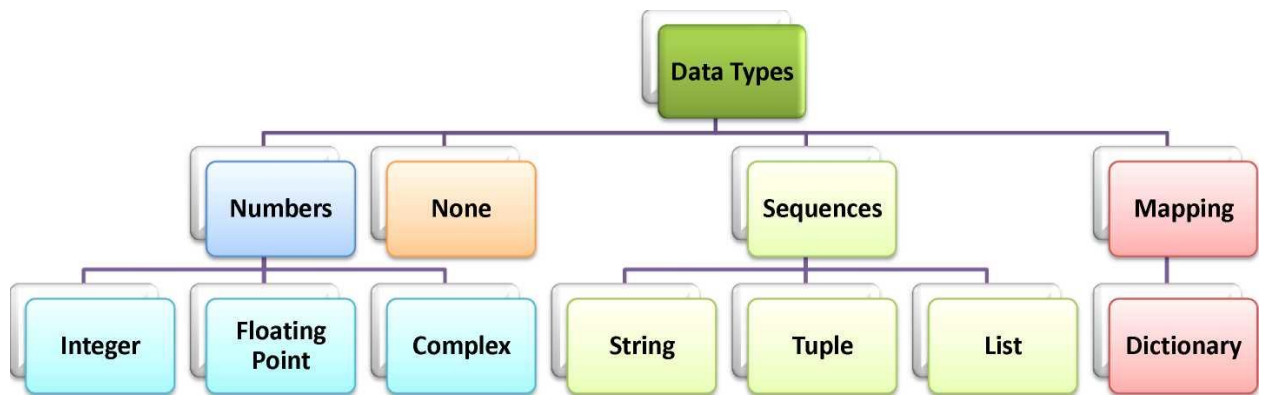 Data Types
Numbers
None
Sequences
Mapping
Integer
Floating
Point
Complex
String
Tuple
List
Dictionary